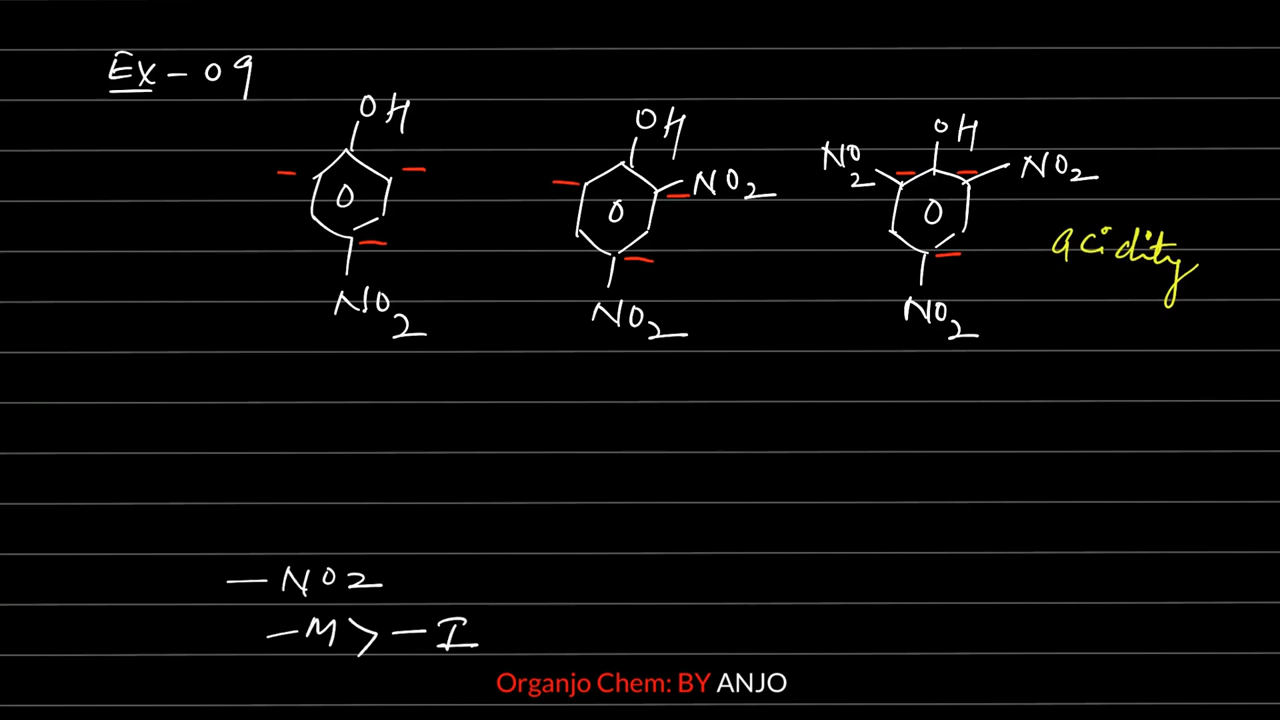 Ex - 09
OH OH OH
NO2 NO2 NO2
acidity
NO2 NO2 NO2
- NO2
- M > - I
Organjo Chem: BY ANJO